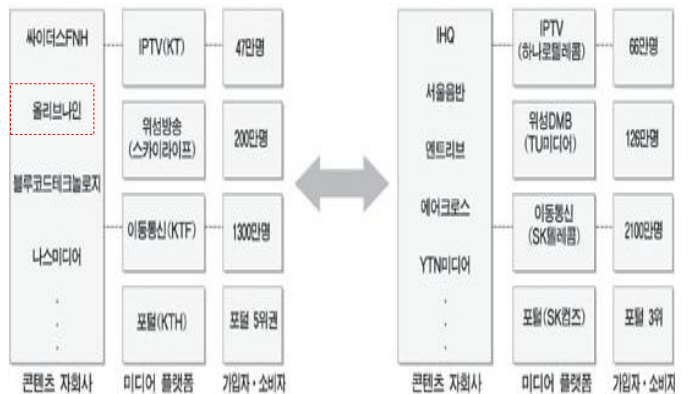 싸이더스FNH
올리브나인
블루코드테크놀로지
나스미디어
콘텐츠 자회사
IPTV(KT)
위성방송
(스카이라이프)
이동통신(KTF)
포털(KTH)
미디어 플랫폼
47만명
200만명
1300만명
포털 5위권
가입자·소비자
IHQ
서울음반
엔트리브
에어크로스
YTN미디어
콘텐츠 자회사
IPTV
(하나로텔레콤)
위성DMB
(TU미디어)
이동통신
(SK텔레콤)
포털(SK컴즈)
미디어 플랫폼
66만명
126만명
2100만명
포털 3위
가입자·소비자